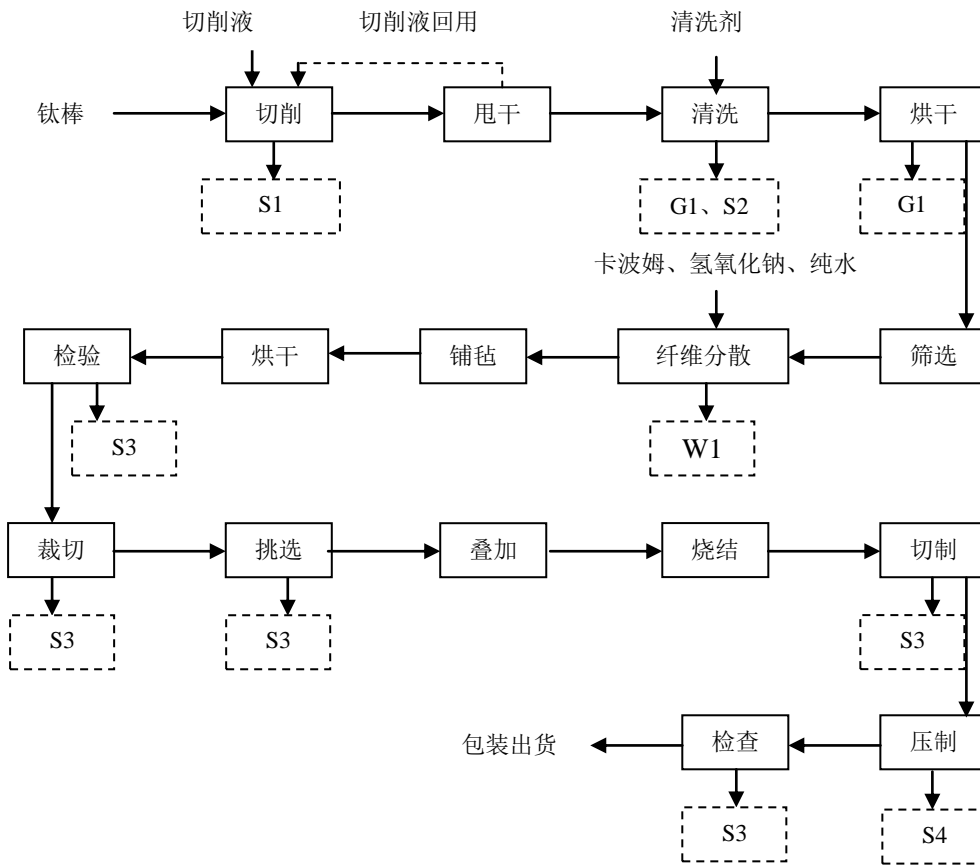 切削液
切削液回用
清洗剂
钛棒
切削
甩干
清洗
烘干
S1
G1、S2
G1
卡波姆、氢氧化钠、纯水
检验
烘干
铺毡
纤维分散
筛选
S3
W1
裁切
挑选
叠加
烧结
切制
S3
S3
S3
包装出货
检查
压制
S3
S4